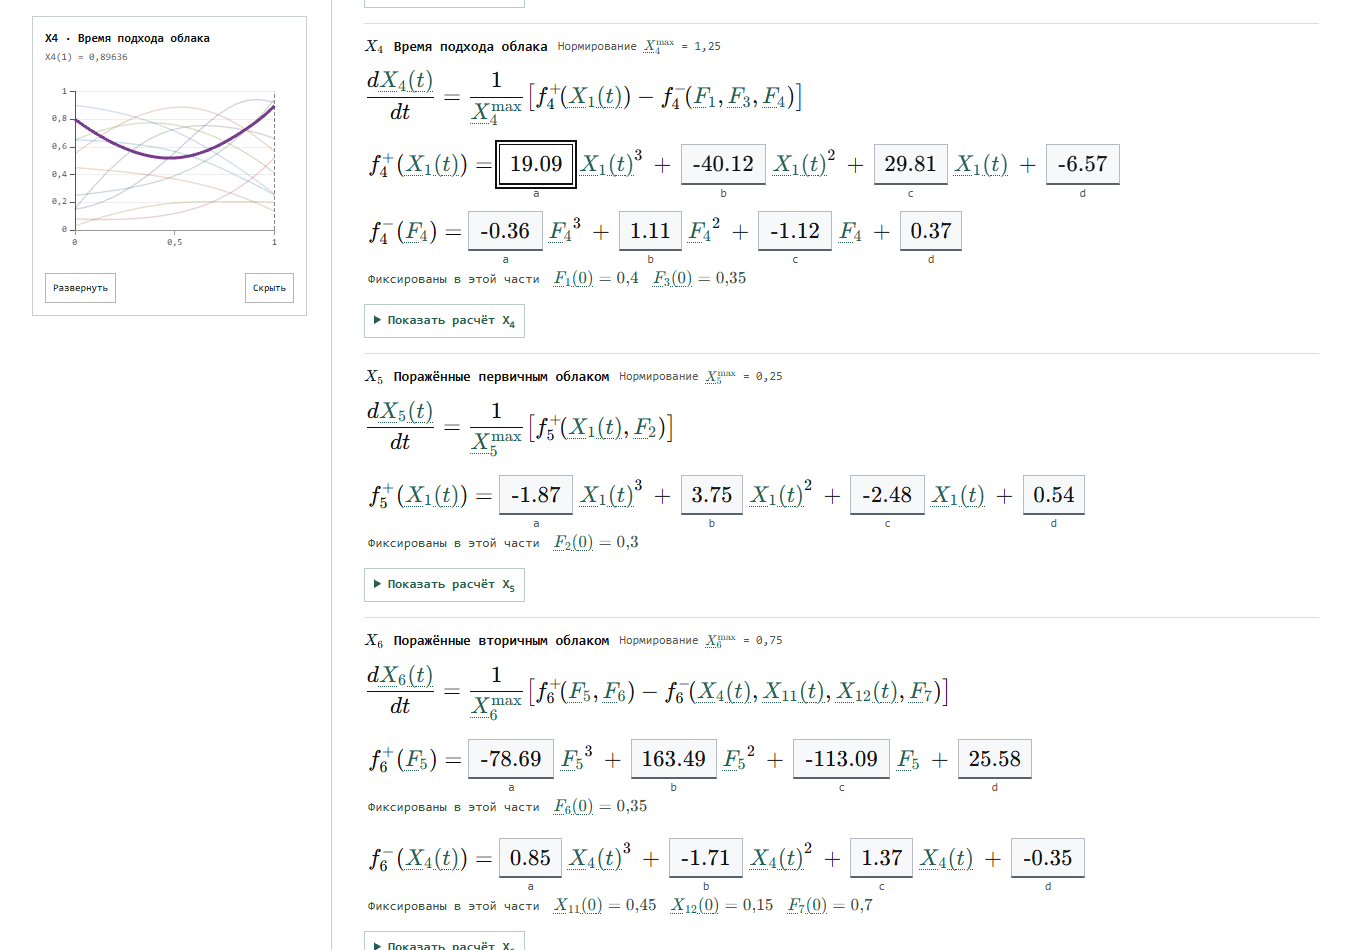 X4 · Время подхода облака
X4(1) = 0,89636
1
0,8
0,6
0,4
0,2
0
0 0,5 1
Развернуть Скрыть
X₄ Время подхода облака Нормирование X₄ᵐᵃˣ = 1,25
dX₄(t)/dt = 1/X₄ᵐᵃˣ [f₄⁺(X₁(t)) − f₄⁻(F₁, F₃, F₄)]
f₄⁺(X₁(t)) = 19.09 X₁(t)³ + -40.12 X₁(t)² + 29.81 X₁(t) + -6.57
a b c d
f₄⁻(F₄) = -0.36 F₄³ + 1.11 F₄² + -1.12 F₄ + 0.37
a b c d
Фиксированы в этой части F₁(0) = 0,4 F₃(0) = 0,35
▶ Показать расчёт X₄
X₅ Поражённые первичным облаком Нормирование X₅ᵐᵃˣ = 0,25
dX₅(t)/dt = 1/X₅ᵐᵃˣ [f₅⁺(X₁(t), F₂)]
f₅⁺(X₁(t)) = -1.87 X₁(t)³ + 3.75 X₁(t)² + -2.48 X₁(t) + 0.54
a b c d
Фиксированы в этой части F₂(0) = 0,3
▶ Показать расчёт X₅
X₆ Поражённые вторичным облаком Нормирование X₆ᵐᵃˣ = 0,75
dX₆(t)/dt = 1/X₆ᵐᵃˣ [f₆⁺(F₅, F₆) − f₆⁻(X₄(t), X₁₁(t), X₁₂(t), F₇)]
f₆⁺(F₅) = -78.69 F₅³ + 163.49 F₅² + -113.09 F₅ + 25.58
a b c d
Фиксированы в этой части F₆(0) = 0,35
f₆⁻(X₄(t)) = 0.85 X₄(t)³ + -1.71 X₄(t)² + 1.37 X₄(t) + -0.35
a b c d
Фиксированы в этой части X₁₁(0) = 0,45 X₁₂(0) = 0,15 F₇(0) = 0,7
▶ Показать расчёт X₆